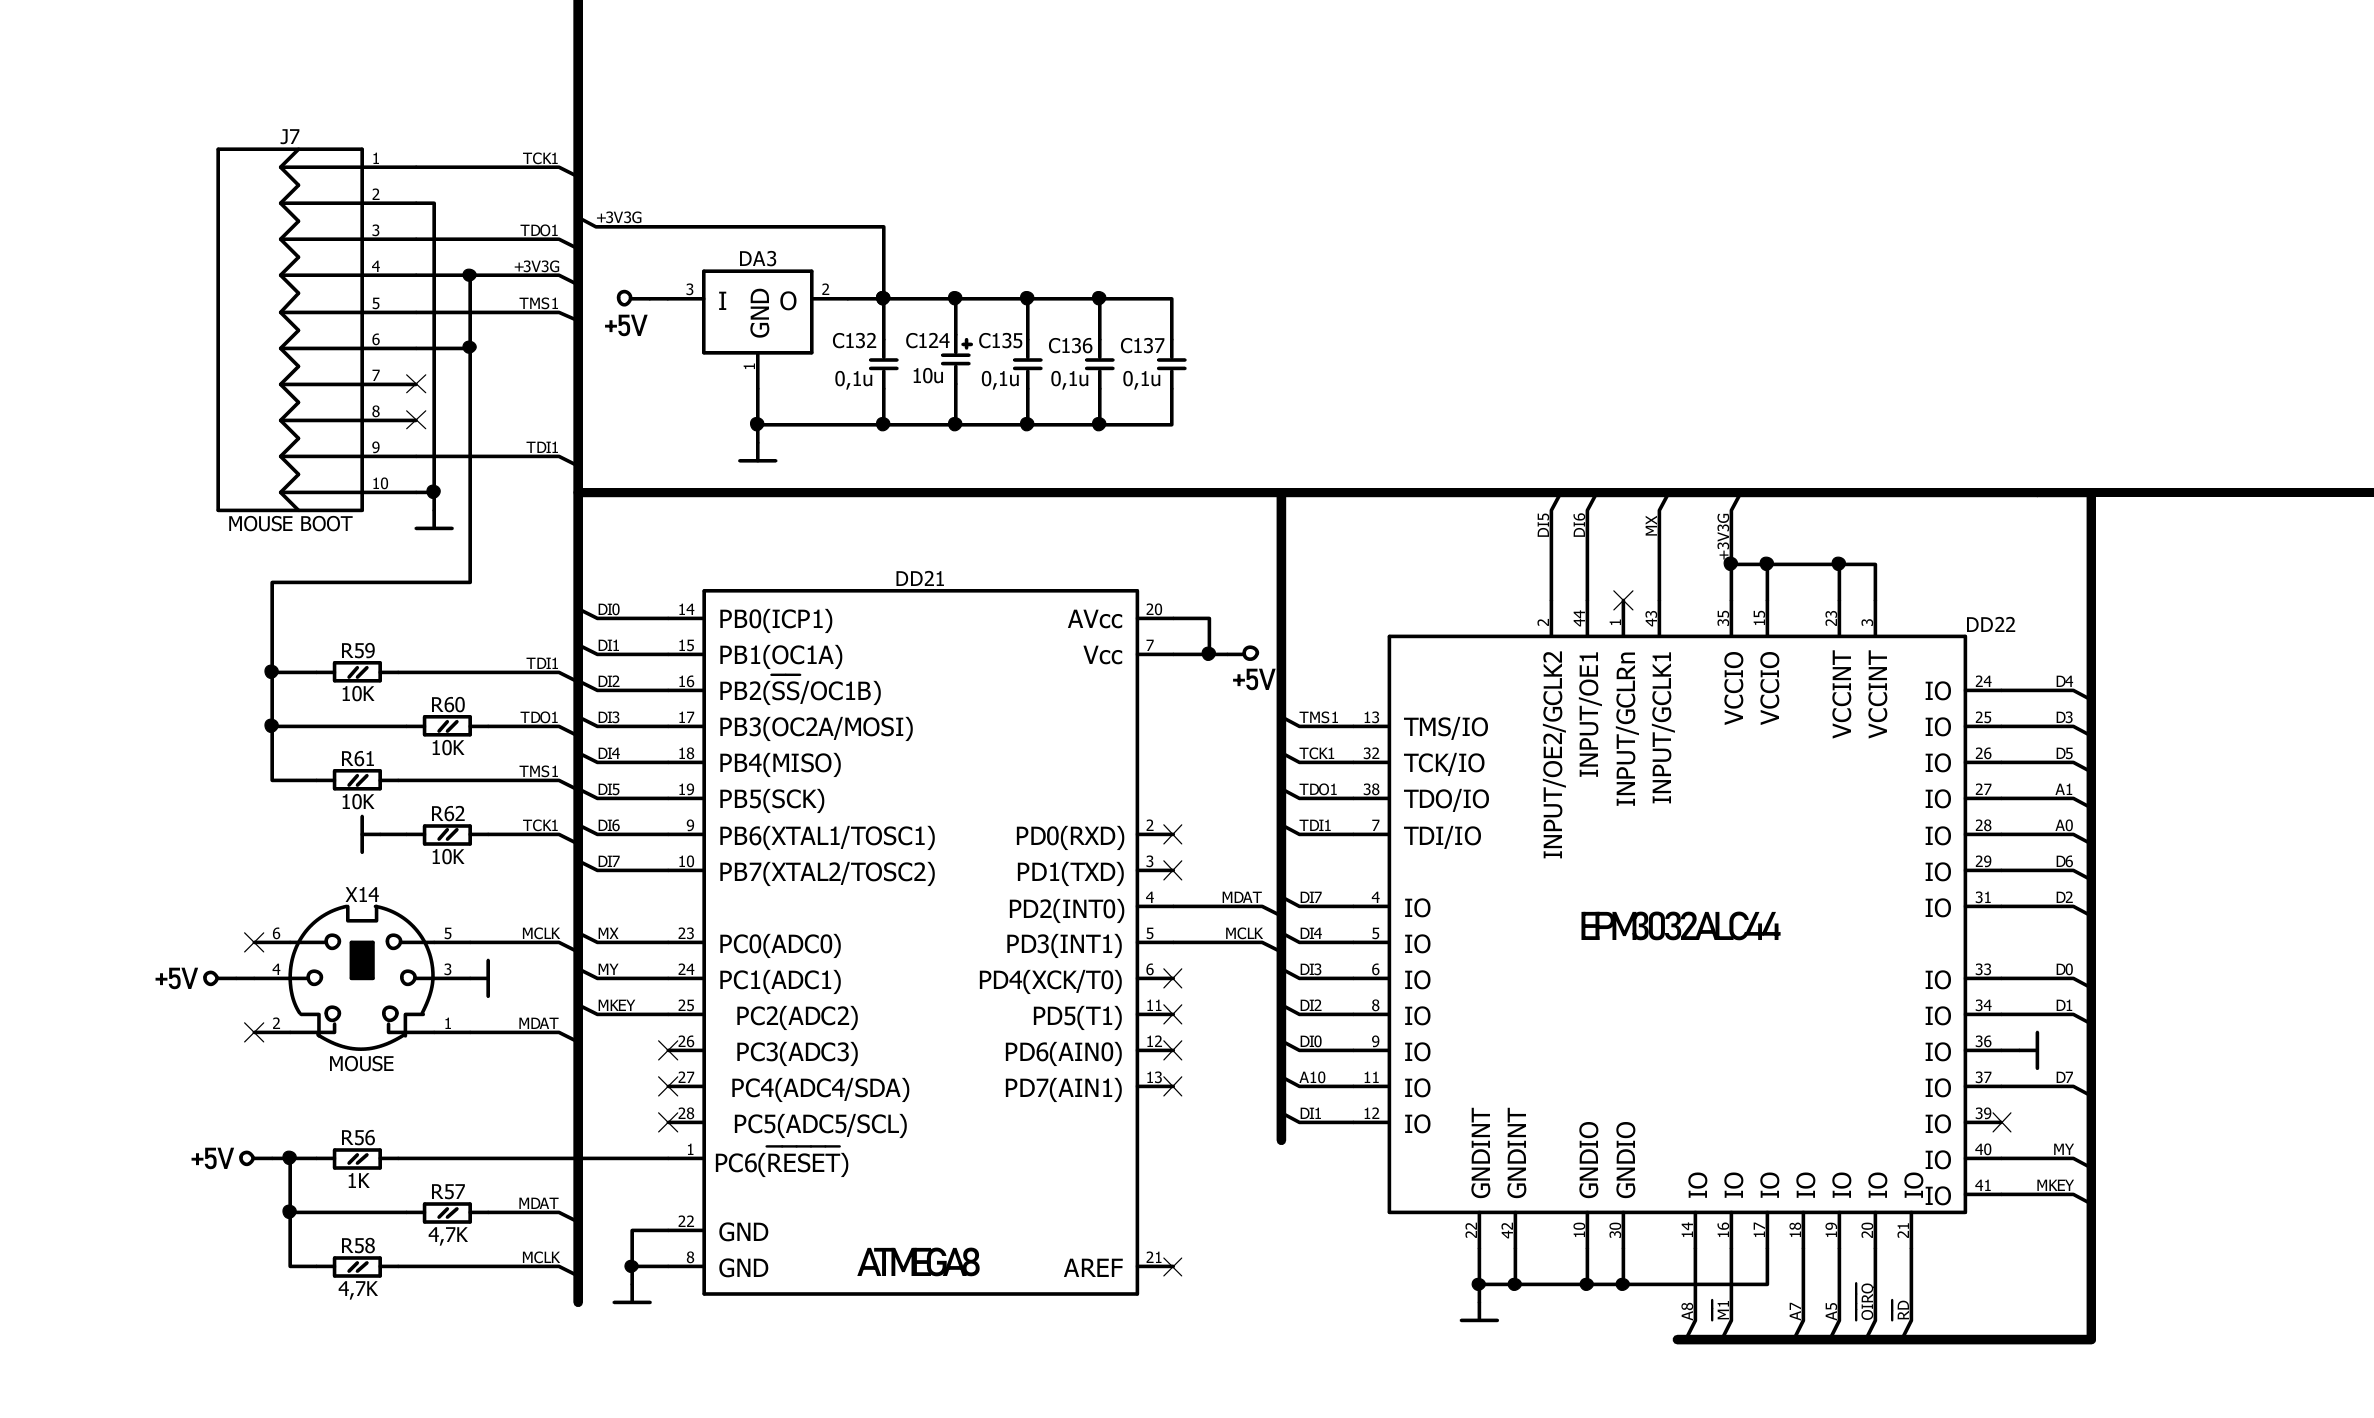 J7
1 TCK1
2
3 TDO1
4 +3V3G
5 TMS1
6
7
8
9 TDI1
10
MOUSE BOOT
+3V3G
DA3
+5V
3 I GND O 2
1
C132 0,1u
C124 + 10u
C135 0,1u
C136 0,1u
C137 0,1u
R59 10K TDI1
R60 10K TDO1
R61 10K TMS1
R62 10K TCK1
X14
6
5 MCLK
+5V 4
3
2
1 MDAT
MOUSE
+5V
R56 1K
R57 4,7K MDAT
R58 4,7K MCLK
DD21
DI0 14 PB0(ICP1)
DI1 15 PB1(OC1A)
DI2 16 PB2(SS/OC1B)
DI3 17 PB3(OC2A/MOSI)
DI4 18 PB4(MISO)
DI5 19 PB5(SCK)
DI6 9 PB6(XTAL1/TOSC1)
DI7 10 PB7(XTAL2/TOSC2)
MX 23 PC0(ADC0)
MY 24 PC1(ADC1)
MKEY 25 PC2(ADC2)
26 PC3(ADC3)
27 PC4(ADC4/SDA)
28 PC5(ADC5/SCL)
1 PC6(RESET)
22 GND
8 GND
ATMEGA8
AVcc 20
Vcc 7
+5V
PD0(RXD) 2
PD1(TXD) 3
PD2(INT0) 4 MDAT
PD3(INT1) 5 MCLK
PD4(XCK/T0) 6
PD5(T1) 11
PD6(AIN0) 12
PD7(AIN1) 13
AREF 21
DD22
DI5 2 INPUT/OE2/GCLK2
DI6 44 INPUT/OE1
1 INPUT/GCLRn
MX 43 INPUT/GCLK1
+3V3G 35 VCCIO
15 VCCIO
23 VCCINT
3 VCCINT
TMS1 13 TMS/IO
TCK1 32 TCK/IO
TDO1 38 TDO/IO
TDI1 7 TDI/IO
DI7 4 IO
DI4 5 IO
DI3 6 IO
DI2 8 IO
DI0 9 IO
A10 11 IO
DI1 12 IO
EPM3032ALC44
IO 24 D4
IO 25 D3
IO 26 D5
IO 27 A1
IO 28 A0
IO 29 D6
IO 31 D2
IO 33 D0
IO 34 D1
IO 36
IO 37 D7
IO 39
IO 40 MY
IO 41 MKEY
GNDINT 22
GNDINT 42
GNDIO 10
GNDIO 30
IO 14 A8
IO 16 M1
IO 17
IO 18 A7
IO 19 A5
IO 20 OIRO
IO 21 RD